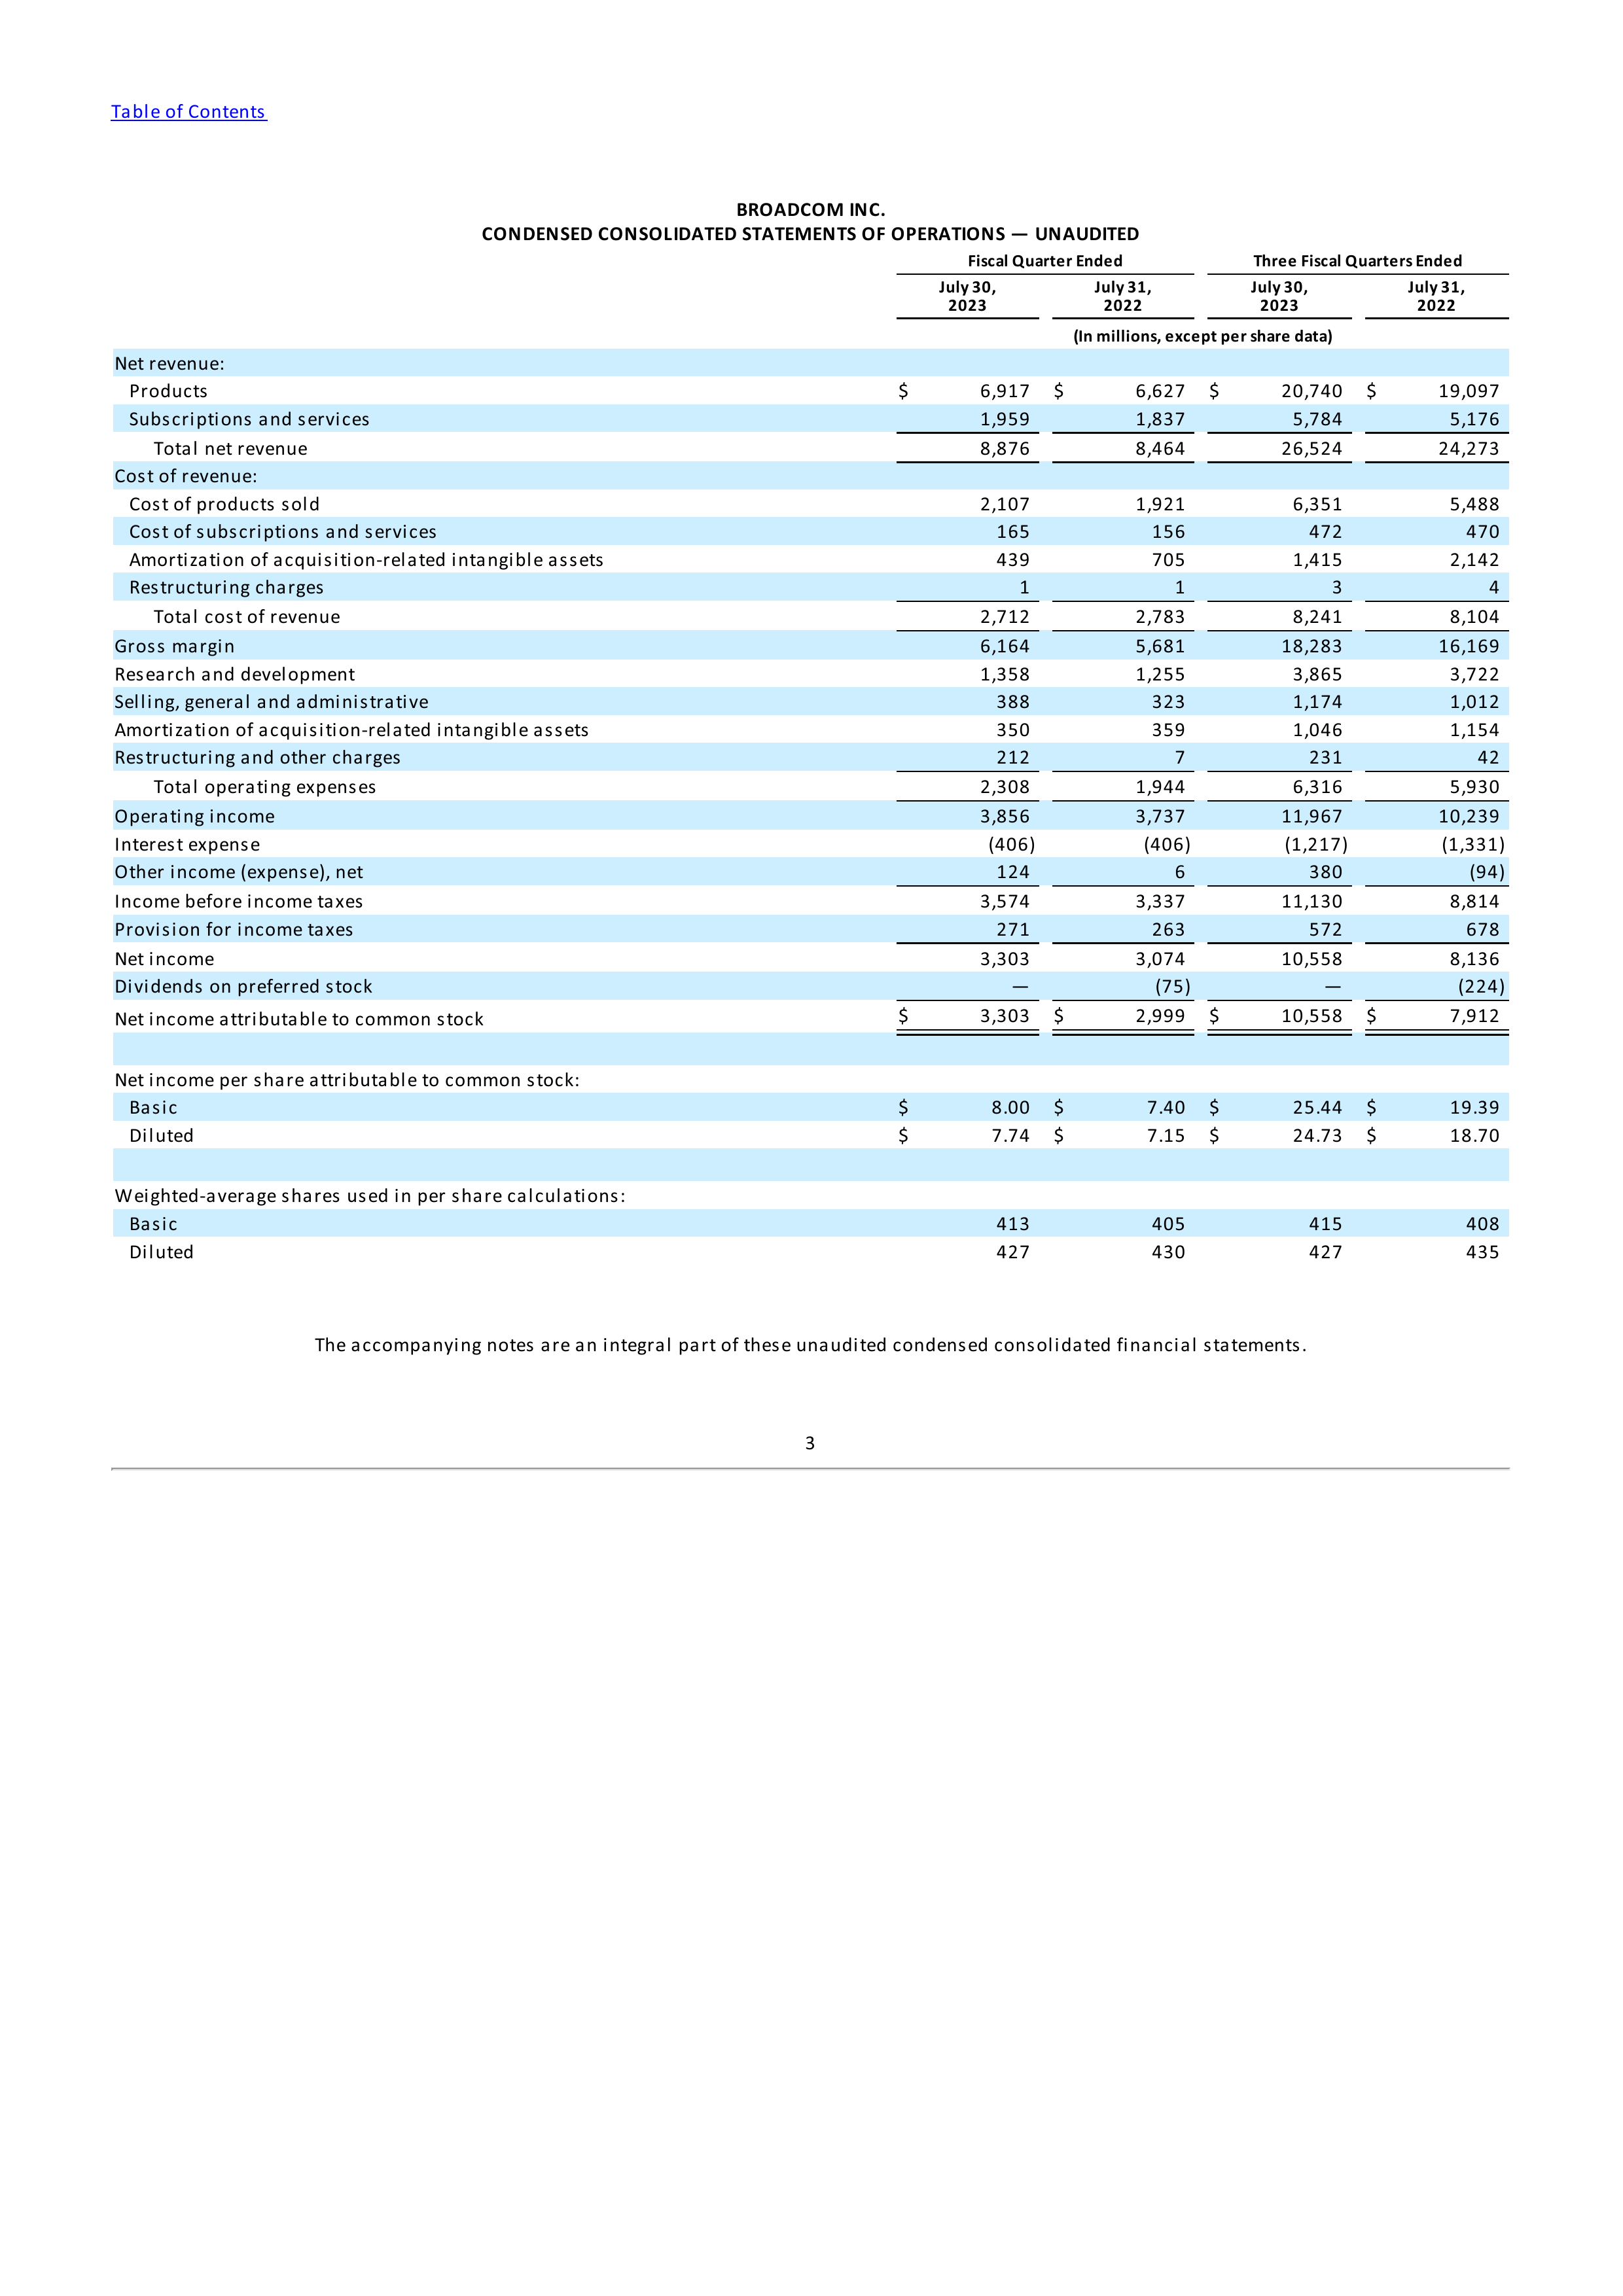 Table of Contents
BROADCOM INC.
CONDENSED CONSOLIDATED STATEMENTS OF OPERATIONS — UNAUDITED
Fiscal Quarter Ended Three Fiscal Quarters Ended
July 30, July 31, July 30, July 31,
2023 2022 2023 2022
(In millions, except per share data)
Net revenue:
Products $ 6,917 $ 6,627 $ 20,740 $ 19,097
Subscriptions and services 1,959 1,837 5,784 5,176
Total net revenue 8,876 8,464 26,524 24,273
Cost of revenue:
Cost of products sold 2,107 1,921 6,351 5,488
Cost of subscriptions and services 165 156 472 470
Amortization of acquisition-related intangible assets 439 705 1,415 2,142
Restructuring charges 1 1 3 4
Total cost of revenue 2,712 2,783 8,241 8,104
Gross margin 6,164 5,681 18,283 16,169
Research and development 1,358 1,255 3,865 3,722
Selling, general and administrative 388 323 1,174 1,012
Amortization of acquisition-related intangible assets 350 359 1,046 1,154
Restructuring and other charges 212 7 231 42
Total operating expenses 2,308 1,944 6,316 5,930
Operating income 3,856 3,737 11,967 10,239
Interest expense (406) (406) (1,217) (1,331)
Other income (expense), net 124 6 380 (94)
Income before income taxes 3,574 3,337 11,130 8,814
Provision for income taxes 271 263 572 678
Net income 3,303 3,074 10,558 8,136
Dividends on preferred stock — (75) — (224)
Net income attributable to common stock $ 3,303 $ 2,999 $ 10,558 $ 7,912
Net income per share attributable to common stock:
Basic $ 8.00 $ 7.40 $ 25.44 $ 19.39
Diluted $ 7.74 $ 7.15 $ 24.73 $ 18.70
Weighted-average shares used in per share calculations:
Basic 413 405 415 408
Diluted 427 430 427 435
The accompanying notes are an integral part of these unaudited condensed consolidated financial statements.
3